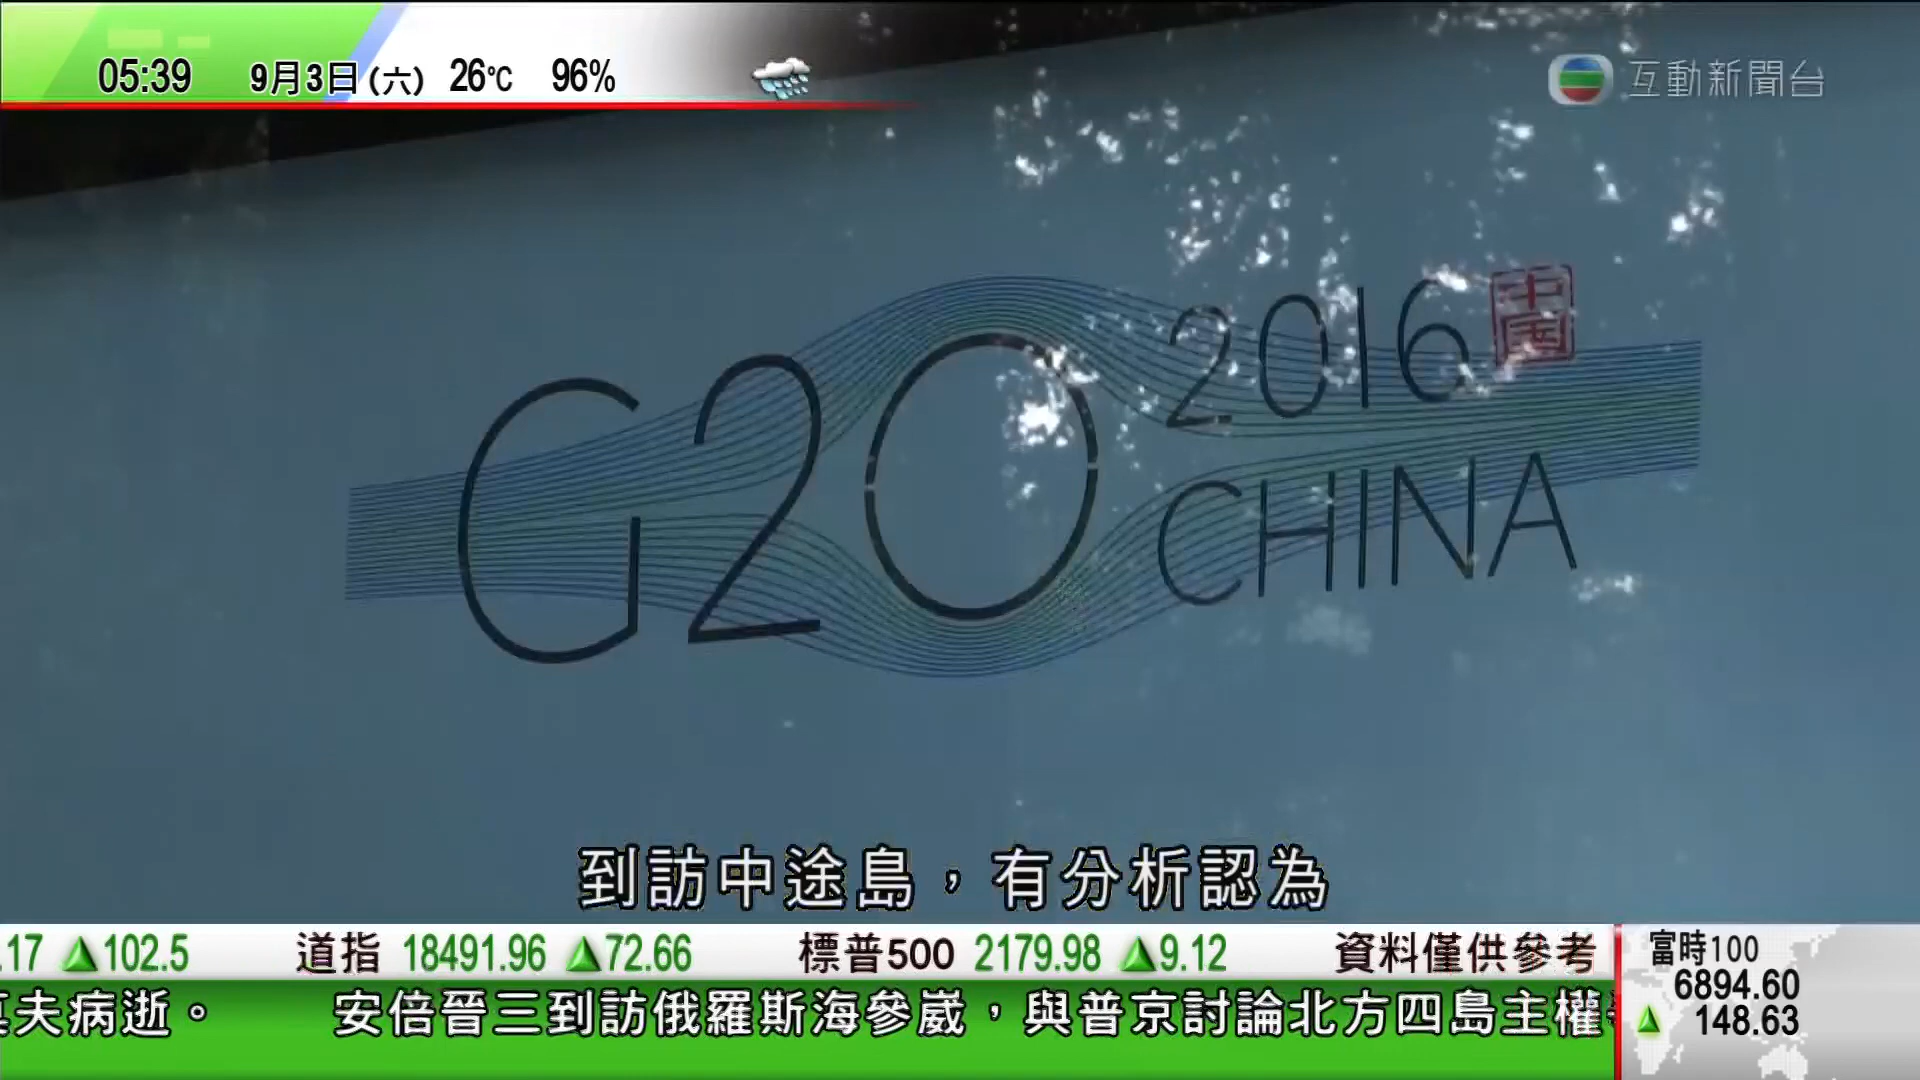 05:39 9月3日(六) 26℃ 96%
互動新聞台
G20 2016 中国
CHINA
到訪中途島，有分析認為
.17 ▲102.5 道指 18491.96 ▲72.66 標普500 2179.98 ▲9.12 資料僅供參考
富時100
6894.60
▲ 148.63
夫病逝。 安倍晉三到訪俄羅斯海參崴，與普京討論北方四島主權